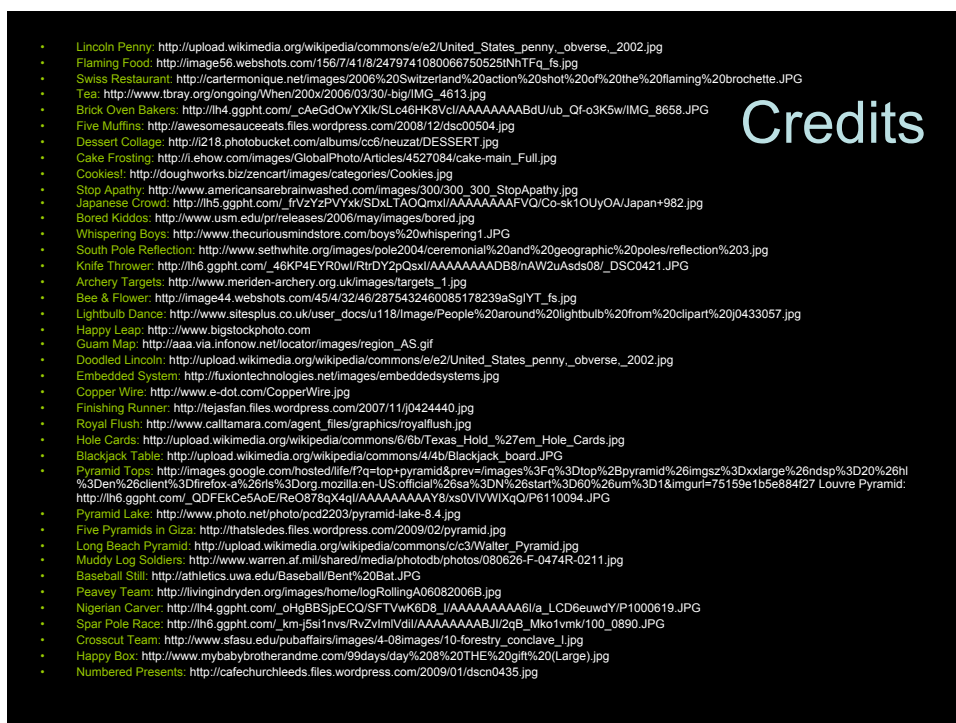 Credits
• Lincoln Penny: http://upload.wikimedia.org/wikipedia/commons/e/e2/United_States_penny,_obverse,_2002.jpg
• Flaming Food: http://image56.webshots.com/156/7/41/8/2479741080066750525tNhTFq_fs.jpg
• Swiss Restaurant: http://cartermonique.net/images/2006%20Switzerland%20action%20shot%20of%20the%20flaming%20brochette.JPG
• Tea: http://www.tbray.org/ongoing/When/200x/2006/03/30/-big/IMG_4613.jpg
• Brick Oven Bakers: http://lh4.ggpht.com/_cAeGdOwYXlk/SLc46HK8VcI/AAAAAAAABdU/ub_Qf-o3K5w/IMG_8658.JPG
• Five Muffins: http://awesomesauceeats.files.wordpress.com/2008/12/dsc00504.jpg
• Dessert Collage: http://i218.photobucket.com/albums/cc6/neuzat/DESSERT.jpg
• Cake Frosting: http://i.ehow.com/images/GlobalPhoto/Articles/4527084/cake-main_Full.jpg
• Cookies!: http://doughworks.biz/zencart/images/categories/Cookies.jpg
• Stop Apathy: http://www.americansarebrainwashed.com/images/300/300_300_StopApathy.jpg
• Japanese Crowd: http://lh5.ggpht.com/_frVzYzPVYxk/SDxLTAOQmxI/AAAAAAAAFVQ/Co-sk1OUyOA/Japan+982.jpg
• Bored Kiddos: http://www.usm.edu/pr/releases/2006/may/images/bored.jpg
• Whispering Boys: http://www.thecuriousmindstore.com/boys%20whispering1.JPG
• South Pole Reflection: http://www.sethwhite.org/images/pole2004/ceremonial%20and%20geographic%20poles/reflection%203.jpg
• Knife Thrower: http://lh6.ggpht.com/_46KP4EYR0wI/RtrDY2pQsxI/AAAAAAAADB8/nAW2uAsds08/_DSC0421.JPG
• Archery Targets: http://www.meriden-archery.org.uk/images/targets_1.jpg
• Bee & Flower: http://image44.webshots.com/45/4/32/46/2875432460085178239aSgIYT_fs.jpg
• Lightbulb Dance: http://www.sitesplus.co.uk/user_docs/u118/Image/People%20around%20lightbulb%20from%20clipart%20j0433057.jpg
• Happy Leap: http://www.bigstockphoto.com
• Guam Map: http://aaa.via.infonow.net/locator/images/region_AS.gif
• Doodled Lincoln: http://upload.wikimedia.org/wikipedia/commons/e/e2/United_States_penny,_obverse,_2002.jpg
• Embedded System: http://fuxiontechnologies.net/images/embeddedsystems.jpg
• Copper Wire: http://www.e-dot.com/CopperWire.jpg
• Finishing Runner: http://tejasfan.files.wordpress.com/2007/11/j0424440.jpg
• Royal Flush: http://www.calltamara.com/agent_files/graphics/royalflush.jpg
• Hole Cards: http://upload.wikimedia.org/wikipedia/commons/6/6b/Texas_Hold_%27em_Hole_Cards.jpg
• Blackjack Table: http://upload.wikimedia.org/wikipedia/commons/4/4b/Blackjack_board.JPG
• Pyramid Tops: http://images.google.com/hosted/life/f?q=top+pyramid&prev=/images%3Fq%3Dtop%2Bpyramid%26imgsz%3Dxxlarge%26ndsp%3D20%26hl
%3Den%26client%3Dfirefox-a%26rls%3Dorg.mozilla:en-US:official%26sa%3DN%26start%3D60%26um%3D1&imgurl=75159e1b5e884f27 Louvre Pyramid:
http://lh6.ggpht.com/_QDFEkCe5AoE/ReO878qX4qI/AAAAAAAAAY8/xs0VIVWIXqQ/P6110094.JPG
• Pyramid Lake: http://www.photo.net/photo/pcd2203/pyramid-lake-8.4.jpg
• Five Pyramids in Giza: http://thatsledes.files.wordpress.com/2009/02/pyramid.jpg
• Long Beach Pyramid: http://upload.wikimedia.org/wikipedia/commons/c/c3/Walter_Pyramid.jpg
• Muddy Log Soldiers: http://www.warren.af.mil/shared/media/photodb/photos/080626-F-0474R-0211.jpg
• Baseball Still: http://athletics.uwa.edu/Baseball/Bent%20Bat.JPG
• Peavey Team: http://livingindryden.org/images/home/logRollingA06082006B.jpg
• Nigerian Carver: http://lh4.ggpht.com/_oHgBBSjpECQ/SFTVwK6D8_I/AAAAAAAAA6I/a_LCD6euwdY/P1000619.JPG
• Spar Pole Race: http://lh6.ggpht.com/_km-j5si1nvs/RvZvImlVdiI/AAAAAAAABJI/2qB_Mko1vmk/100_0890.JPG
• Crosscut Team: http://www.sfasu.edu/pubaffairs/images/4-08images/10-forestry_conclave_l.jpg
• Happy Box: http://www.mybabybrotherandme.com/99days/day%208%20THE%20gift%20(Large).jpg
• Numbered Presents: http://cafechurchleeds.files.wordpress.com/2009/01/dscn0435.jpg